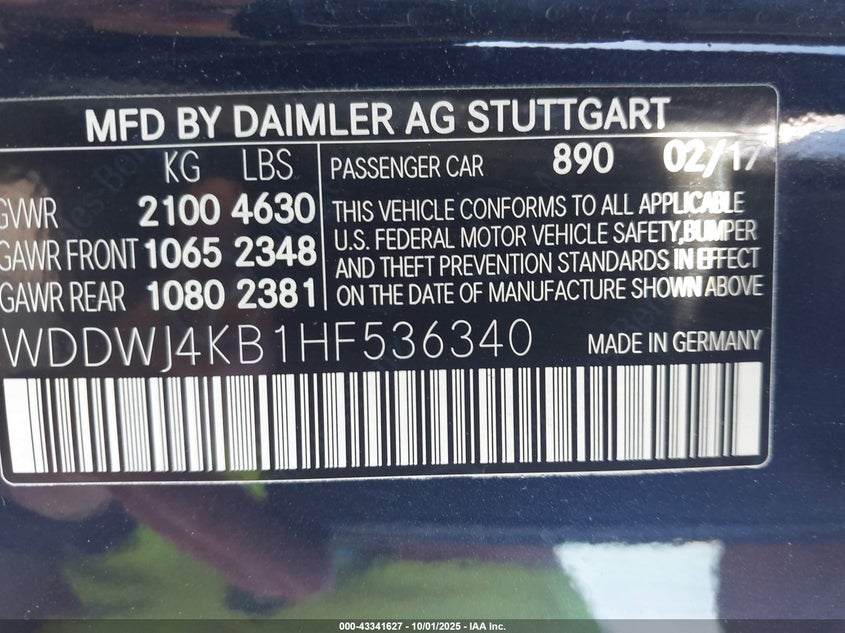 MFD BY DAIMLER AG STUTTGART
KG LBS
GVWR 2100 4630
GAWR FRONT 1065 2348
GAWR REAR 1080 2381
PASSENGER CAR 890 02/17
THIS VEHICLE CONFORMS TO ALL APPLICABLE
U.S. FEDERAL MOTOR VEHICLE SAFETY, BUMPER
AND THEFT PREVENTION STANDARDS IN EFFECT
ON THE DATE OF MANUFACTURE SHOWN ABOVE
WDDWJ4KB1HF536340 MADE IN GERMANY
000-43341627 - 10/01/2025 - IAA Inc.